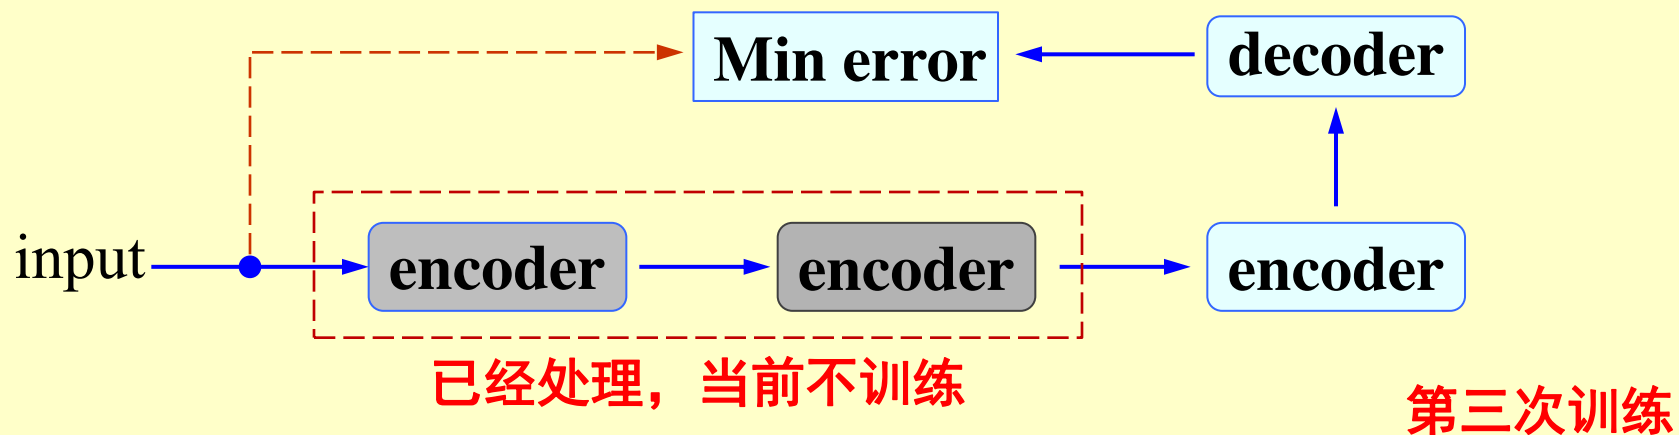 Min error
decoder
input
encoder
encoder
encoder
已经处理，当前不训练
第三次训练